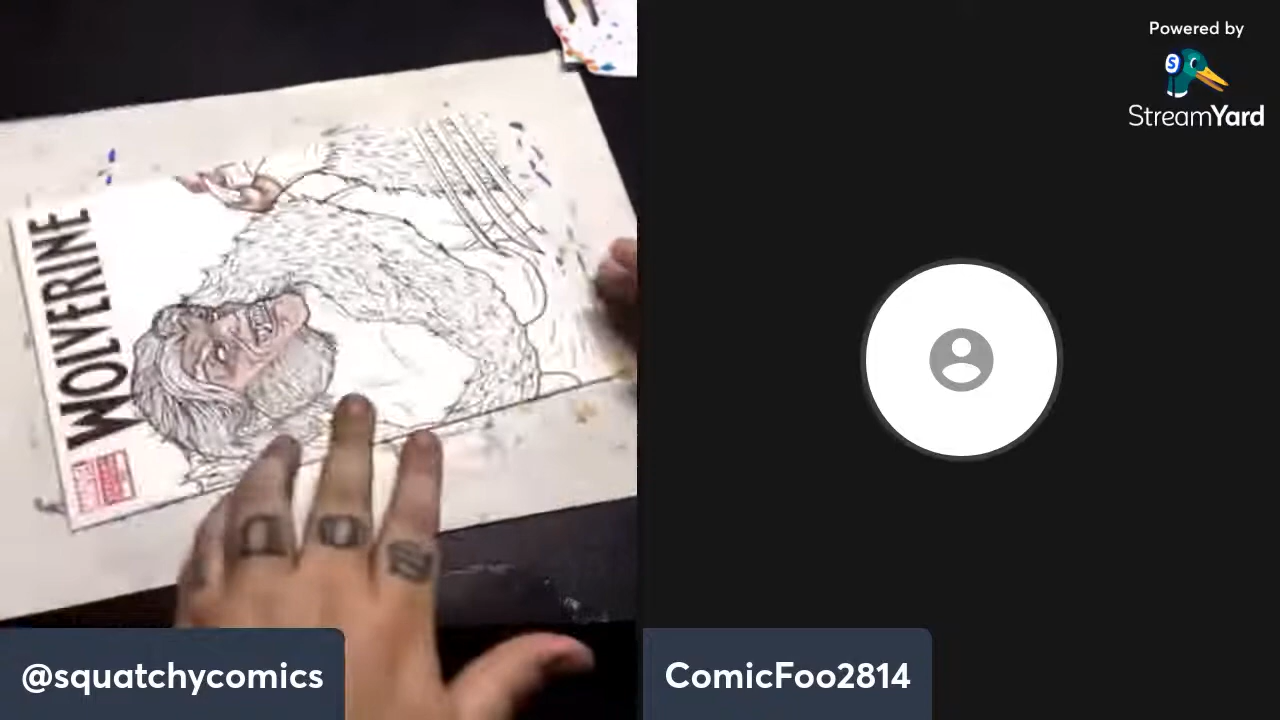 WOLVERINE
@squatchycomics
ComicFoo2814
Powered by
S
StreamYard